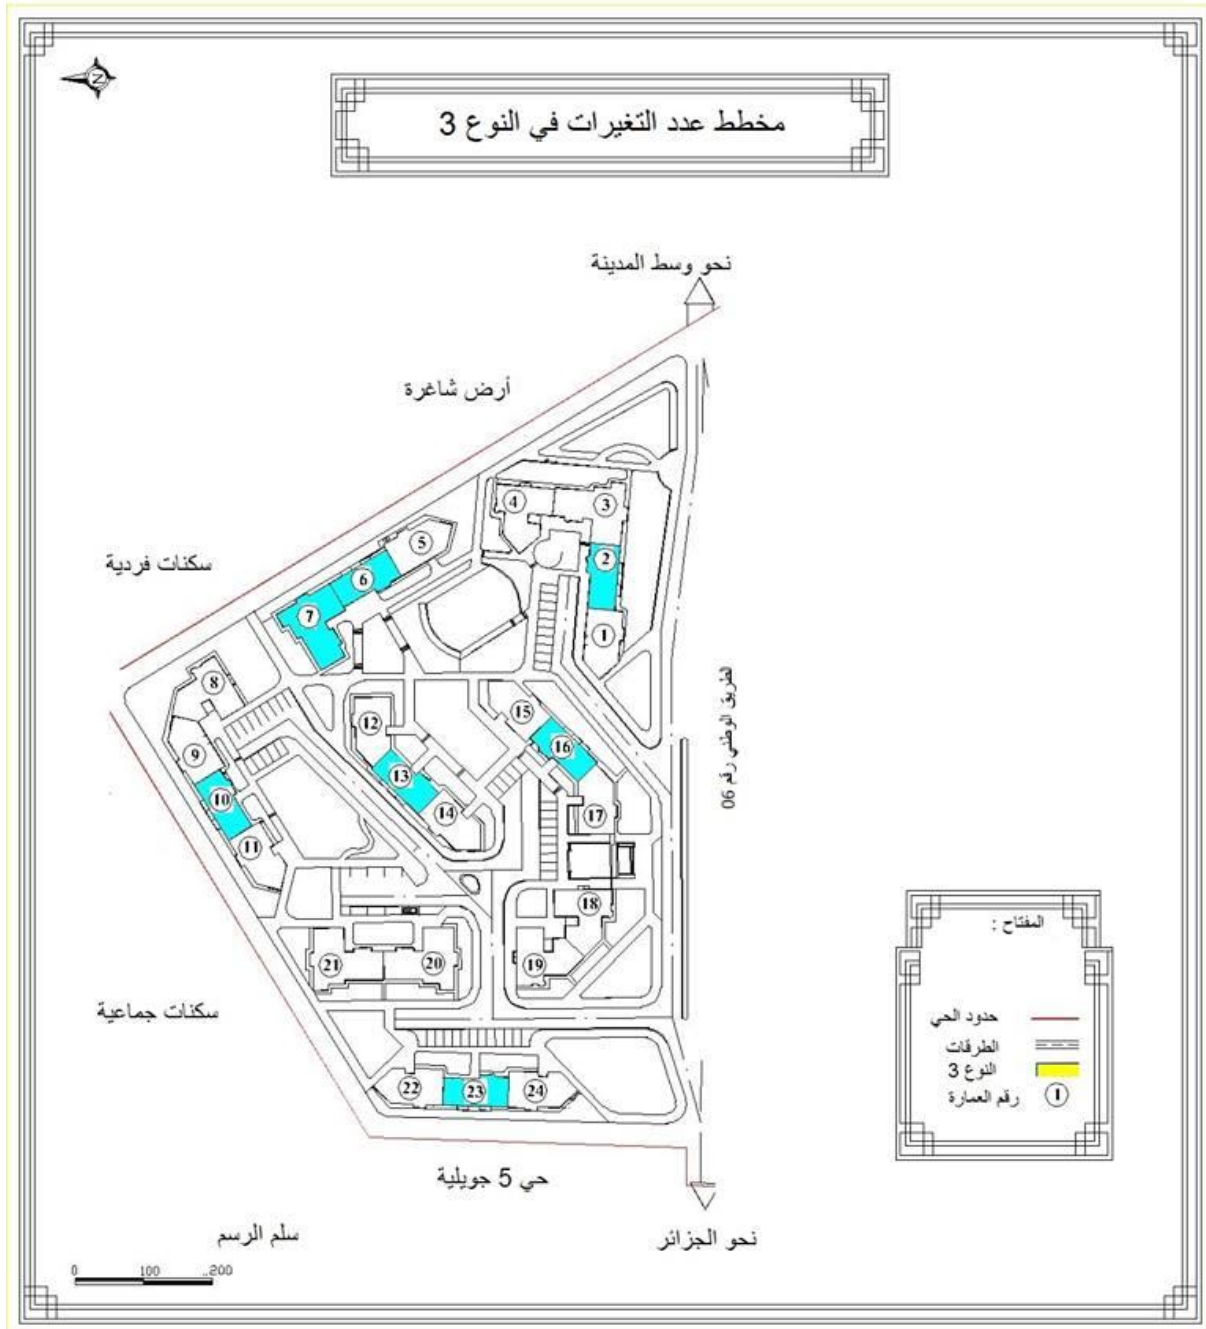 N
مخطط عدد التغيرات في النوع 3
نحو وسط المدينة
أرض شاغرة
سكنات فردية
4
3
5
2
6
7
1
8
12
15
9
16
13
10
14
17
11
الطريق الوطني رقم 06
18
19
21
20
المفتاح :
حدود الحي
الطرقات
النوع 3
رقم العمارة
1
سكنات جماعية
22
23
24
حي 5 جويلية
نحو الجزائر
سلم الرسم
0 100 ..200